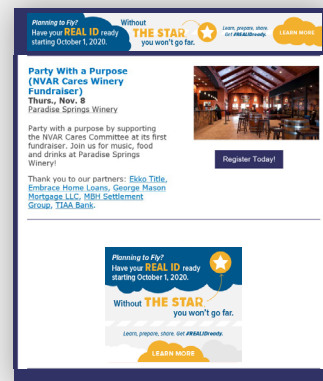 Planning to Fly?
Have your REAL ID ready
starting October 1, 2020.
Without
THE STAR
you won't go far.
Learn, prepare, share.
Get #REALIDready.
LEARN MORE
Party With a Purpose
(NVAR Cares Winery
Fundraiser)
Thurs., Nov. 8
Paradise Springs Winery
Party with a purpose by supporting
the NVAR Cares Committee at its first
fundraiser. Join us for music, food
and drinks at Paradise Springs
Winery!
Thank you to our partners: Ekko Title,
Embrace Home Loans, George Mason
Mortgage LLC, MBH Settlement
Group, TIAA Bank.
Register Today!
Planning to Fly?
Have your REAL ID ready
starting October 1, 2020.
Without THE STAR
you won't go far.
Learn, prepare, share. Get #REALIDready.
LEARN MORE